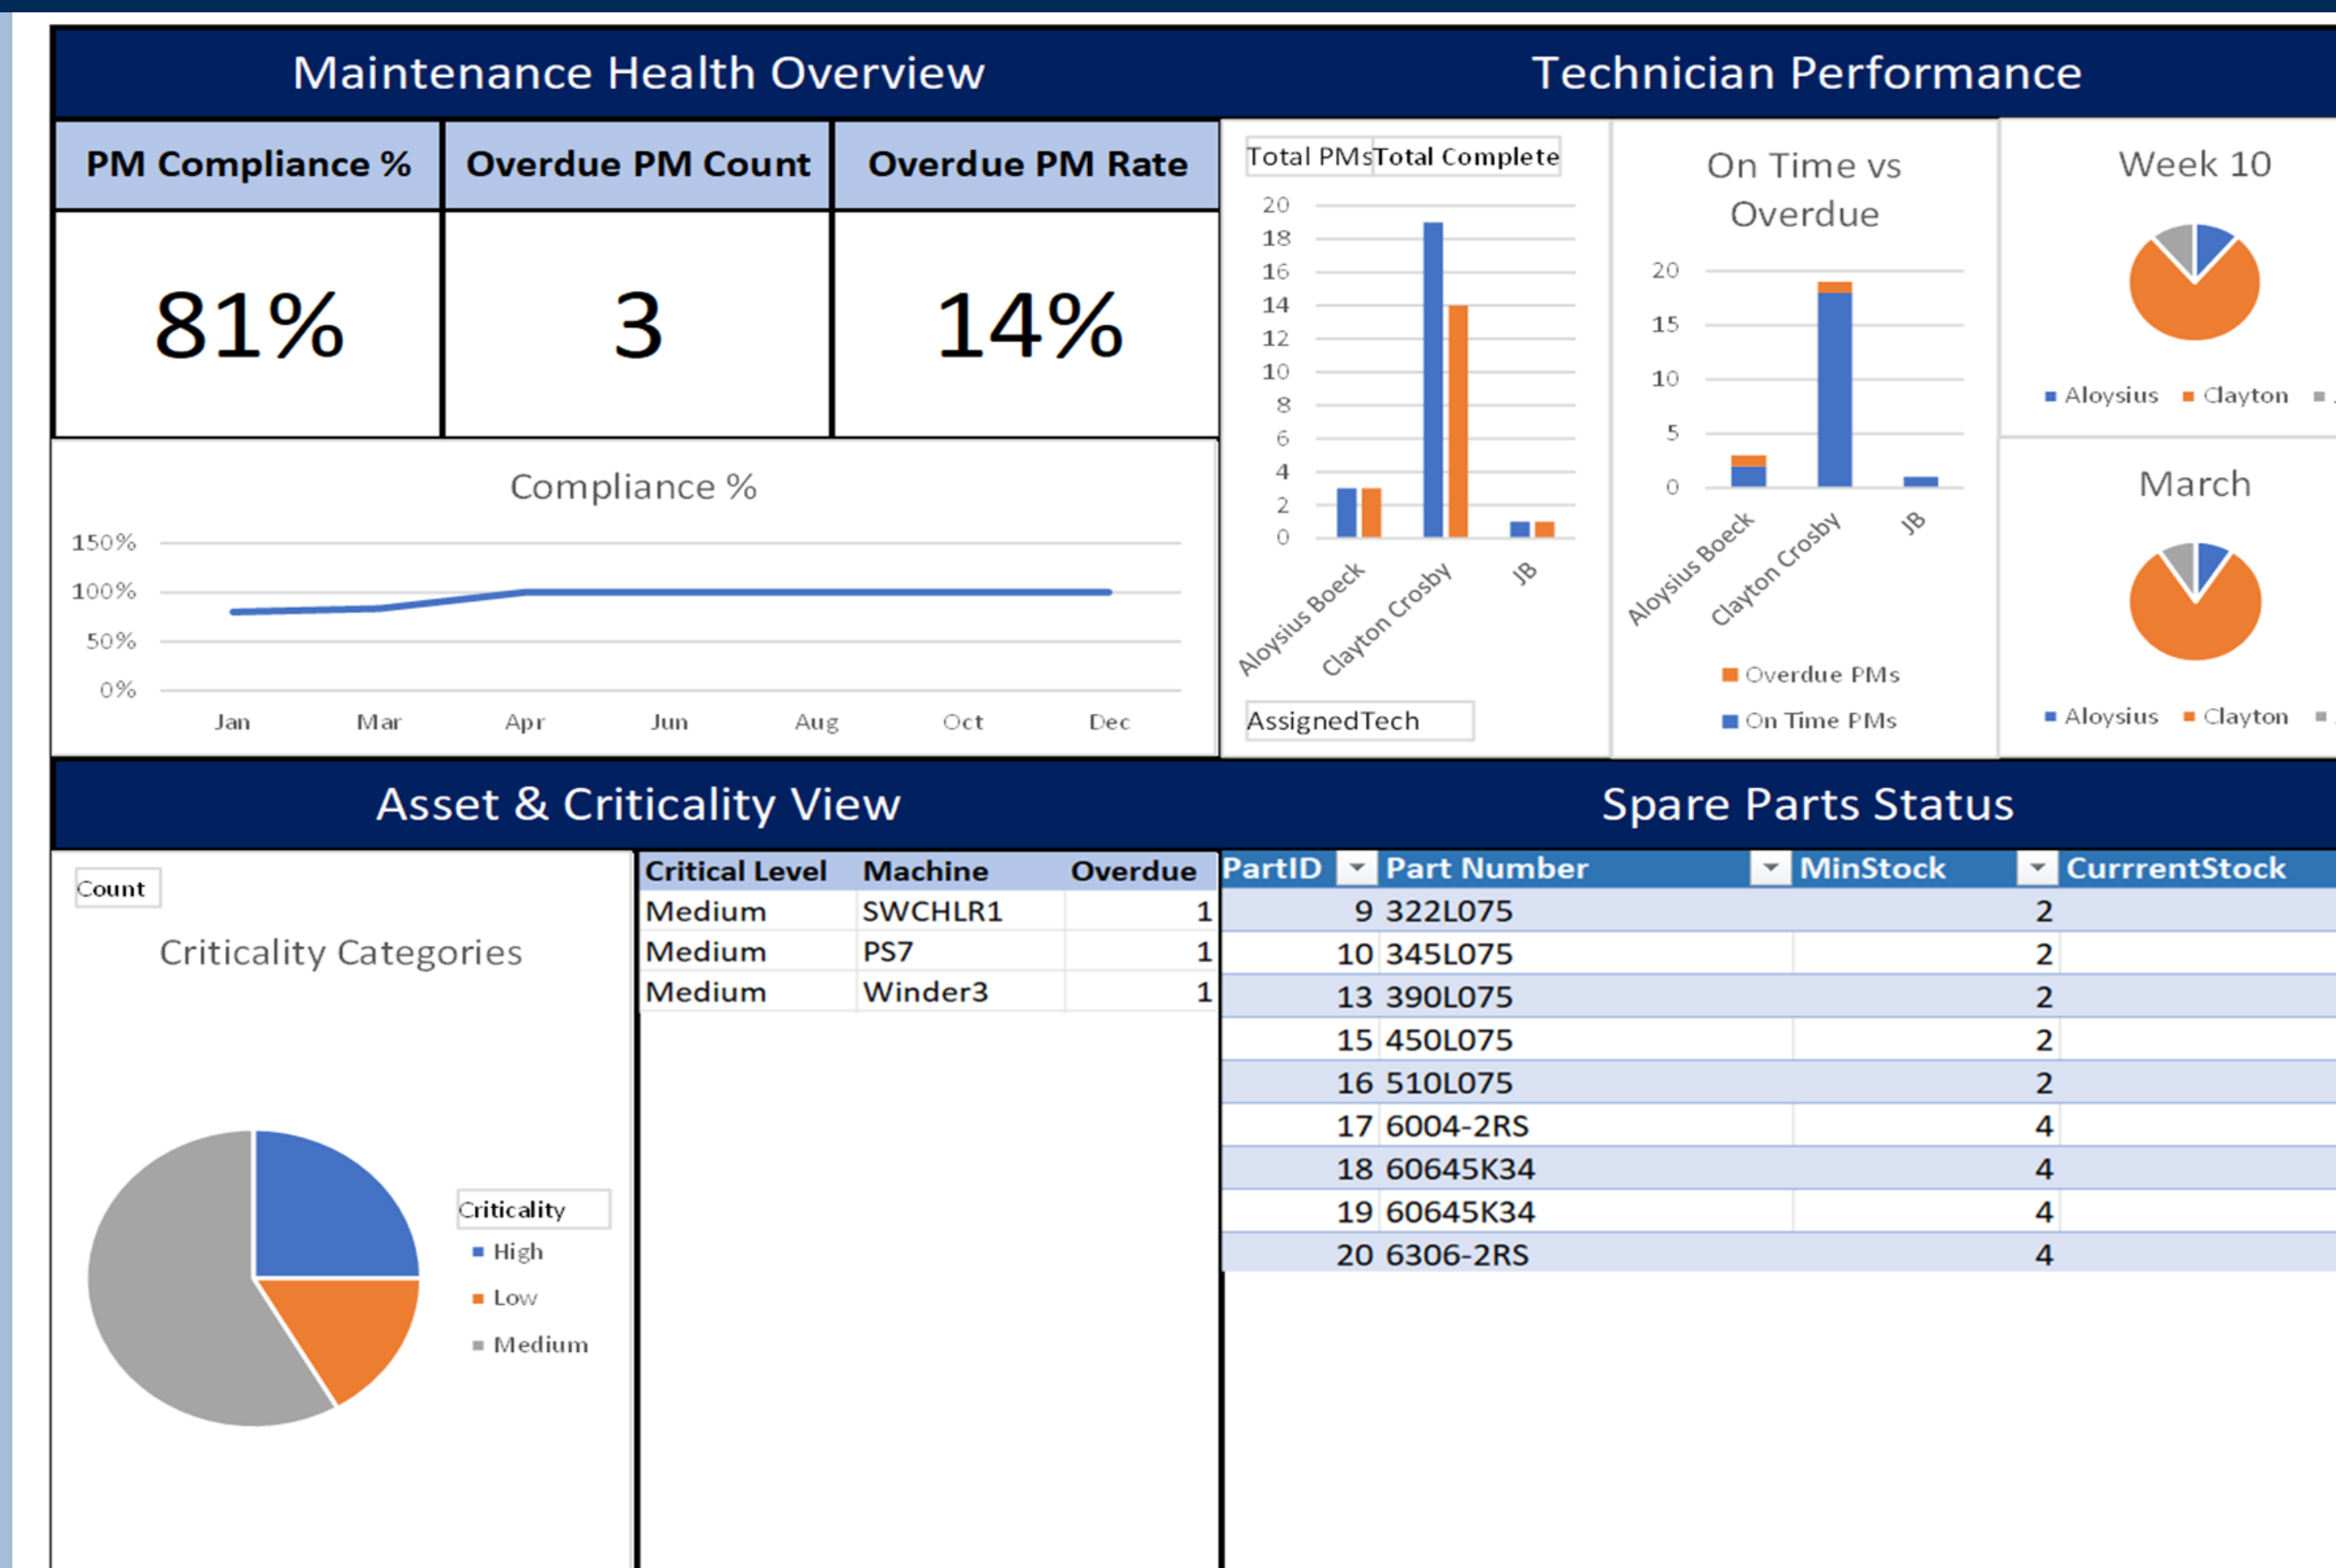 Maintenance Health Overview
Technician Performance
PM Compliance %
Overdue PM Count
Overdue PM Rate
81%
3
14%
Compliance %
150%
100%
50%
0%
Jan Mar Apr Jun Aug Oct Dec
Total PMs Total Complete
20
18
16
14
12
10
8
6
4
2
0
Aloysius Boeck
Clayton Crosby
JB
AssignedTech
On Time vs
Overdue
20
15
10
5
0
Aloysius Boeck
Clayton Crosby
JB
Overdue PMs
On Time PMs
Week 10
Aloysius Clayton
March
Aloysius Clayton
Asset & Criticality View
Spare Parts Status
Count
Criticality Categories
Criticality
High
Low
Medium
Critical Level Machine Overdue
Medium SWCHLR1 1
Medium PS7 1
Medium Winder3 1
PartID Part Number MinStock CurrrentStock
9 322L075 2
10 345L075 2
13 390L075 2
15 450L075 2
16 510L075 2
17 6004-2RS 4
18 60645K34 4
19 60645K34 4
20 6306-2RS 4